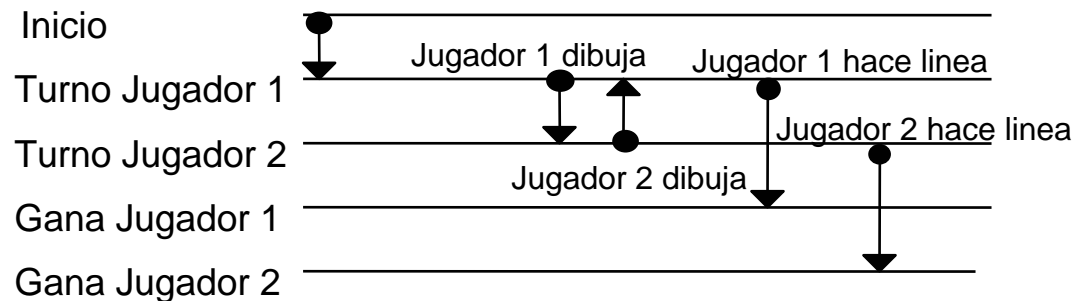 Inicio
Jugador 1 dibuja
Jugador 1 hace linea
Turno Jugador 1
Jugador 2 hace linea
Turno Jugador 2
Jugador 2 dibuja
Gana Jugador 1
Gana Jugador 2